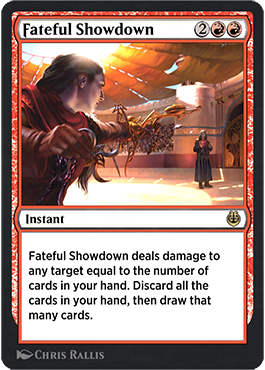 Fateful Showdown 2
Instant
Fateful Showdown deals damage to
any target equal to the number of
cards in your hand. Discard all the
cards in your hand, then draw that
many cards.
Chris Rallis